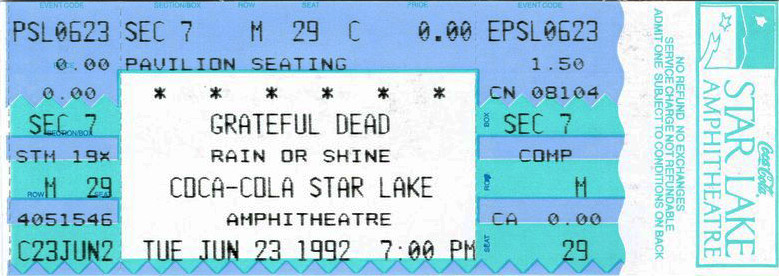 EVENT CODE SECTION/BOX ROW SEAT PRICE EVENT CODE
PSL0623 SEC 7 M 29 C 0.00 EPSL0623
0.00 PAVILION SEATING 1.50
0.00 * * * * * * CN 08104
SEC 7 GRATEFUL DEAD BOX SEC 7
SECTION/BOX
STM 19X RAIN OR SHINE COMP
M 29 COCA-COLA STAR LAKE ROW M
ROW SEAT
4051546 AMPHITHEATRE CA 0.00
C23JUN2 TUE JUN 23 1992 7:00 PM SEAT 29
NO REFUND NO EXCHANGES
SERVICE CHARGE NOT REFUNDABLE
ADMIT ONE SUBJECT TO CONDITIONS ON BACK
Coca-Cola
STAR LAKE
AMPHITHEATRE